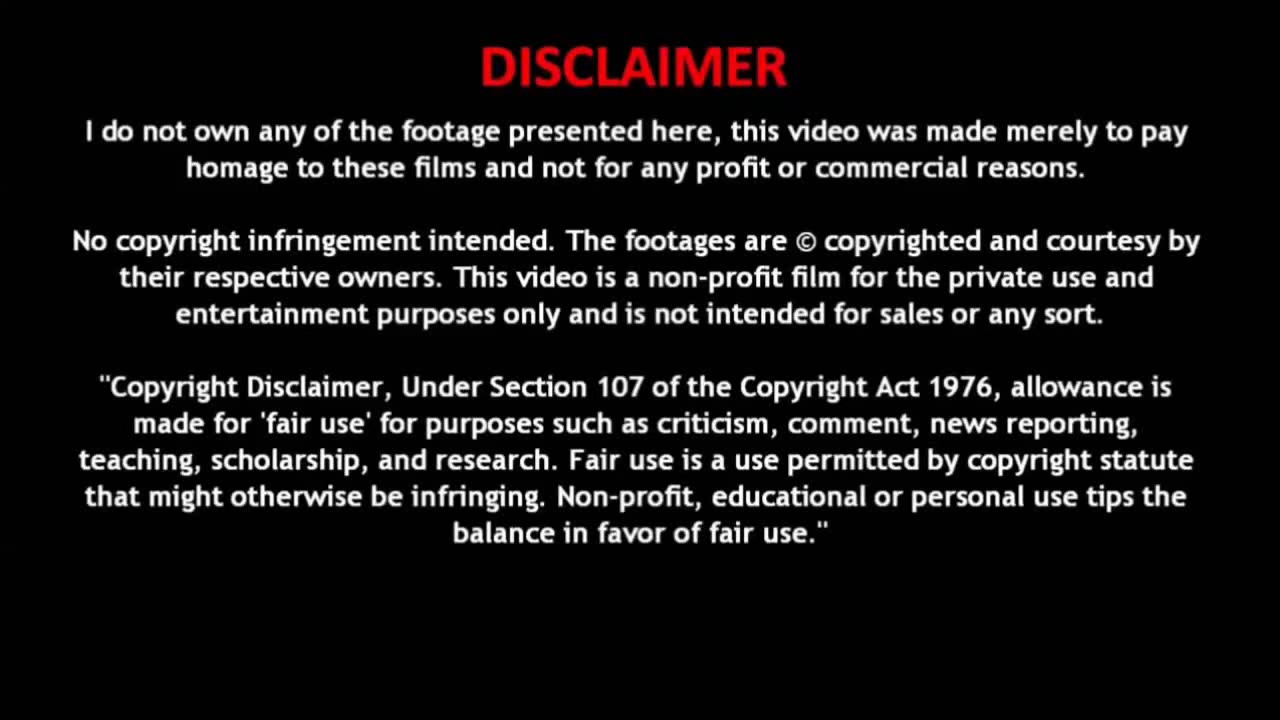 DISCLAIMER
I do not own any of the footage presented here, this video was made merely to pay
homage to these films and not for any profit or commercial reasons.
No copyright infringement intended. The footages are © copyrighted and courtesy by
their respective owners. This video is a non-profit film for the private use and
entertainment purposes only and is not intended for sales or any sort.
"Copyright Disclaimer, Under Section 107 of the Copyright Act 1976, allowance is
made for 'fair use' for purposes such as criticism, comment, news reporting,
teaching, scholarship, and research. Fair use is a use permitted by copyright statute
that might otherwise be infringing. Non-profit, educational or personal use tips the
balance in favor of fair use."